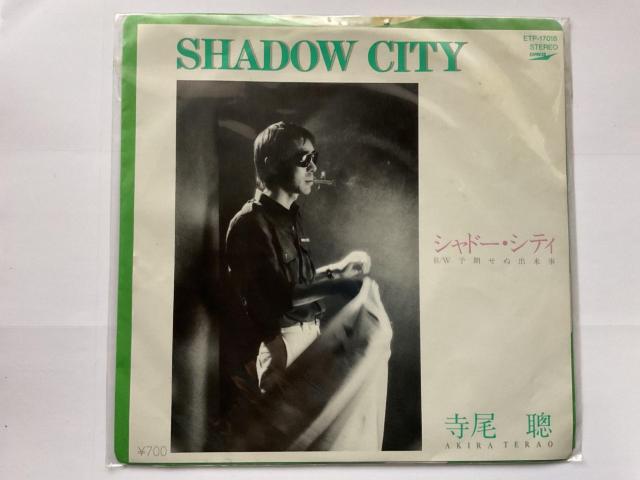 ETP-17018
STEREO
EXPRESS
SHADOW CITY
シャドー・シティ
B/W 予期せぬ出来事
寺尾 聰
AKIRA TERAO
¥700